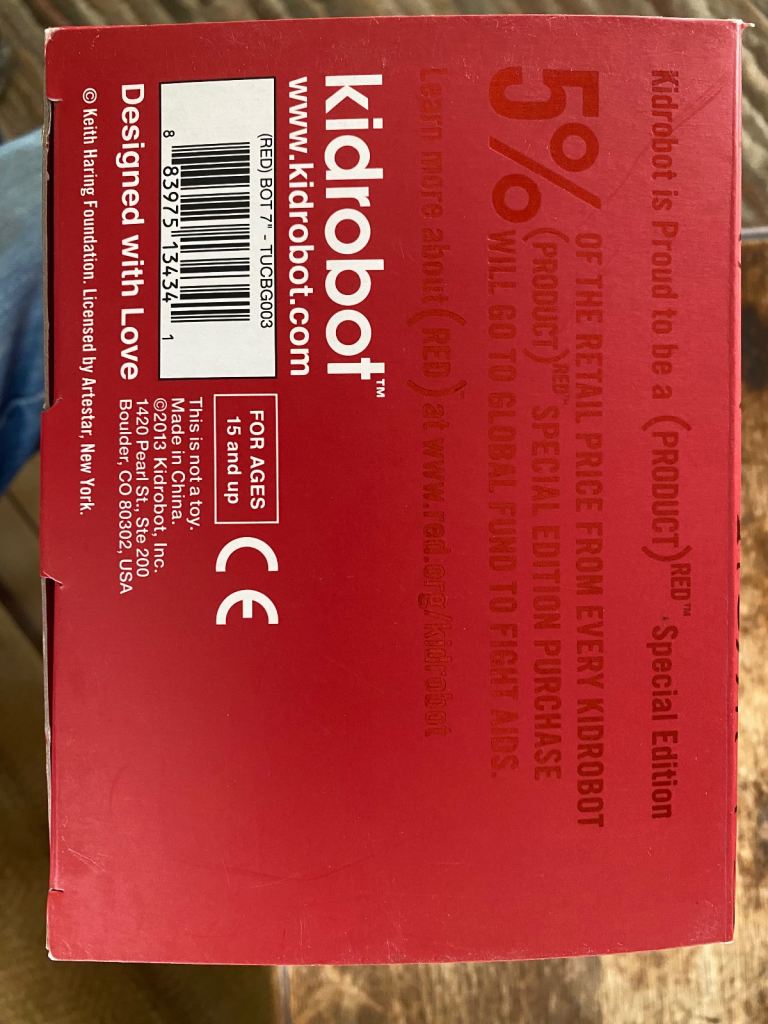 Kidrobot is Proud to be a (PRODUCT)RED™ Special Edition
5% OF THE RETAIL PRICE FROM EVERY KIDROBOT
(PRODUCT)RED™ SPECIAL EDITION PURCHASE
WILL GO TO GLOBAL FUND TO FIGHT AIDS.
Learn more about (RED)™ at www.red.org/kidrobot
kidrobot™
www.kidrobot.com
(RED) BOT 7" - TUCBG003
8 83975 13434 1
FOR AGES
15 and up
CE
This is not a toy.
Made in China.
©2013 Kidrobot, Inc.
1420 Pearl St., Ste 200
Boulder, CO 80302, USA
Designed with Love
© Keith Haring Foundation. Licensed by Artestar, New York.